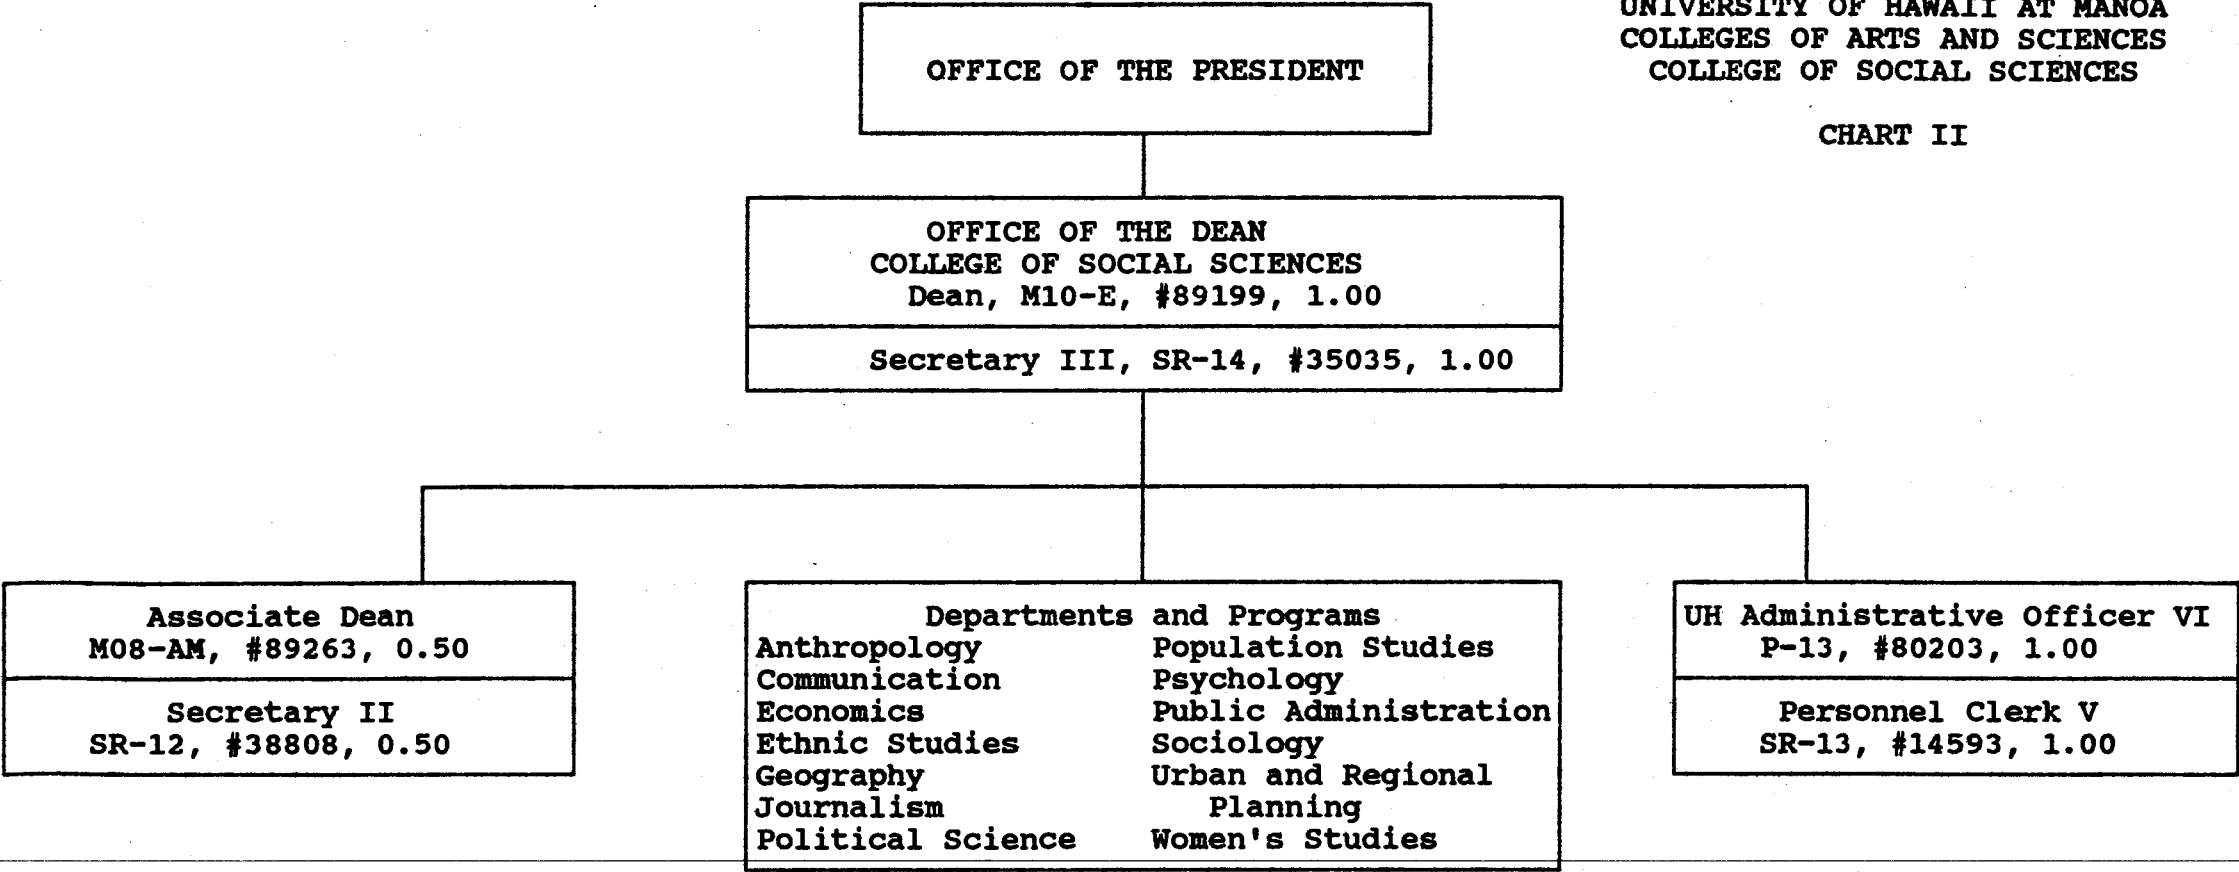 UNIVERSITY OF HAWAII AT MANOA
COLLEGES OF ARTS AND SCIENCES
COLLEGE OF SOCIAL SCIENCES
CHART II
OFFICE OF THE PRESIDENT
OFFICE OF THE DEAN
COLLEGE OF SOCIAL SCIENCES
Dean, M10-E, #89199, 1.00
Secretary III, SR-14, #35035, 1.00
Associate Dean
M08-AM, #89263, 0.50
Secretary II
SR-12, #38808, 0.50
Departments and Programs
Anthropology
Communication
Economics
Ethnic Studies
Geography
Journalism
Political Science
Population Studies
Psychology
Public Administration
Sociology
Urban and Regional
Planning
Women's Studies
UH Administrative Officer VI
P-13, #80203, 1.00
Personnel Clerk V
SR-13, #14593, 1.00